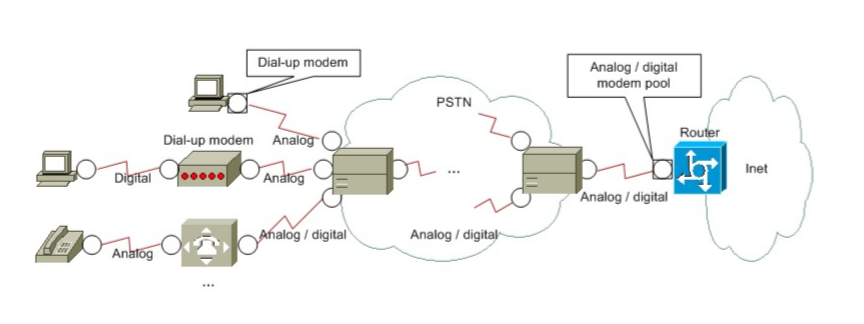 Dial-up modem
Analog / digital
modem pool
PSTN
Router
Dial-up modem
Analog
Inet
...
Digital
Analog
Analog / digital
Analog / digital
Analog / digital
Analog
...